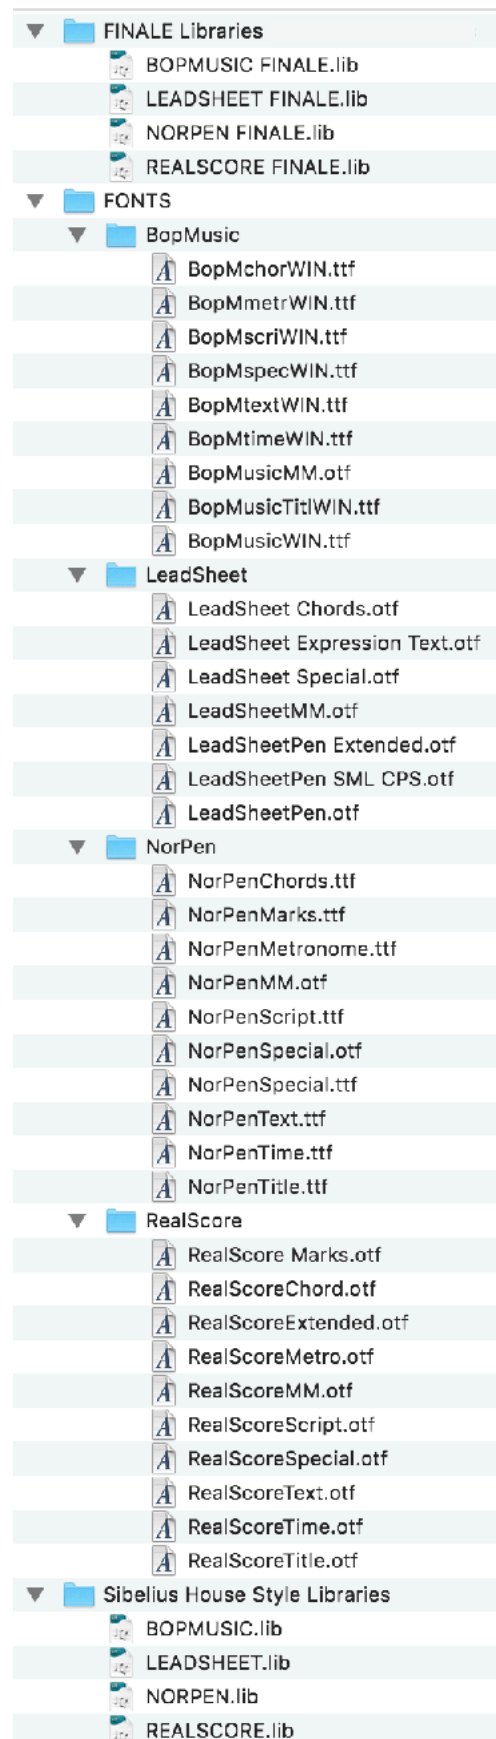 FINALE Libraries
BOPMUSIC FINALE.lib
LEADSHEET FINALE.lib
NORPEN FINALE.lib
REALSCORE FINALE.lib
FONTS
BopMusic
BopMchorWIN.ttf
BopMmetrWIN.ttf
BopMscriWIN.ttf
BopMspecWIN.ttf
BopMtextWIN.ttf
BopMtimeWIN.ttf
BopMusicMM.otf
BopMusicTitlWIN.ttf
BopMusicWIN.ttf
LeadSheet
LeadSheet Chords.otf
LeadSheet Expression Text.otf
LeadSheet Special.otf
LeadSheetMM.otf
LeadSheetPen Extended.otf
LeadSheetPen SML CPS.otf
LeadSheetPen.otf
NorPen
NorPenChords.ttf
NorPenMarks.ttf
NorPenMetronome.ttf
NorPenMM.otf
NorPenScript.ttf
NorPenSpecial.otf
NorPenSpecial.ttf
NorPenText.ttf
NorPenTime.ttf
NorPenTitle.ttf
RealScore
RealScore Marks.otf
RealScoreChord.otf
RealScoreExtended.otf
RealScoreMetro.otf
RealScoreMM.otf
RealScoreScript.otf
RealScoreSpecial.otf
RealScoreText.otf
RealScoreTime.otf
RealScoreTitle.otf
Sibelius House Style Libraries
BOPMUSIC.lib
LEADSHEET.lib
NORPEN.lib
REALSCORE.lib